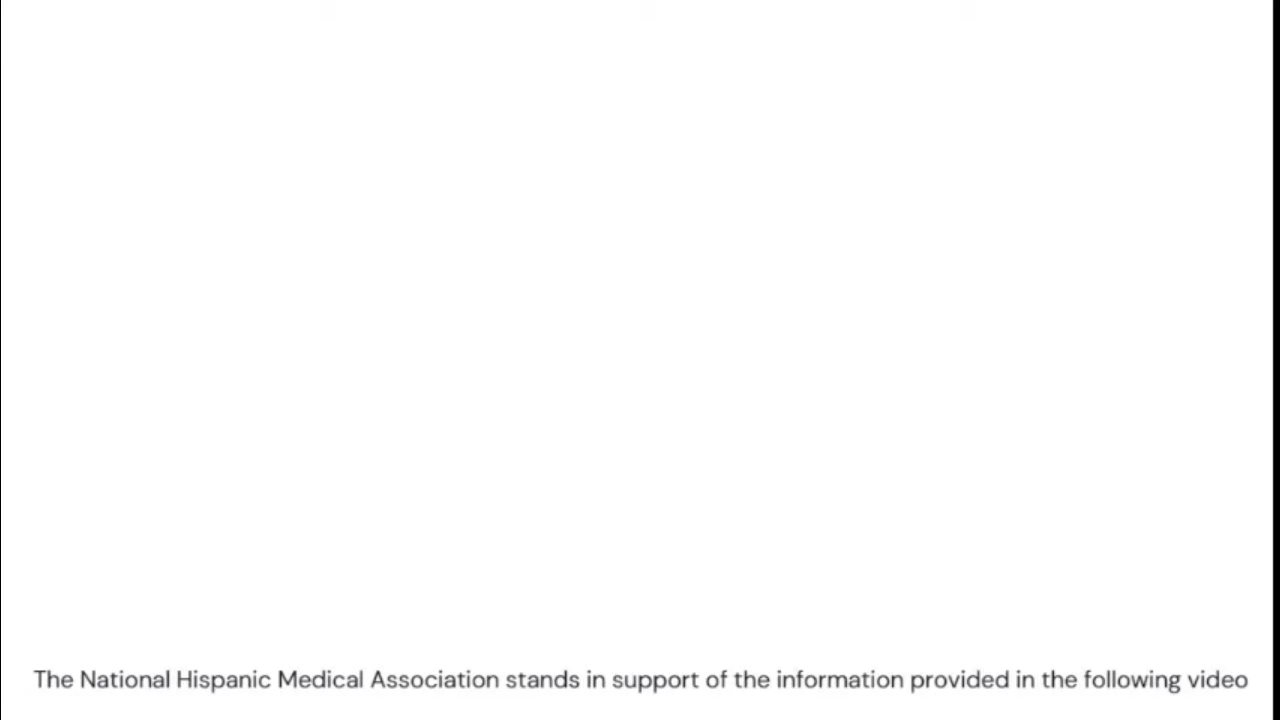 The National Hispanic Medical Association stands in support of the information provided in the following video